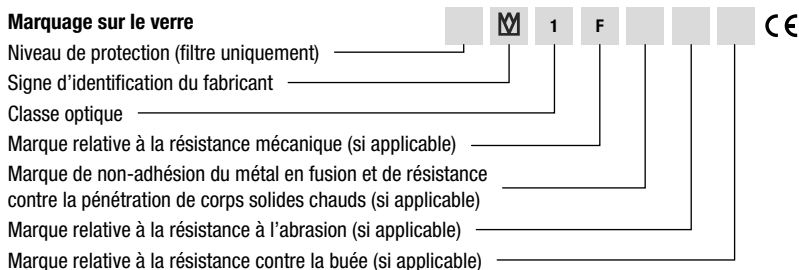 Marquage sur le verre
1 F CE
Niveau de protection (filtre uniquement)
Signe d’identification du fabricant
Classe optique
Marque relative à la résistance mécanique (si applicable)
Marque de non-adhésion du métal en fusion et de résistance
contre la pénétration de corps solides chauds (si applicable)
Marque relative à la résistance à l’abrasion (si applicable)
Marque relative à la résistance contre la buée (si applicable)